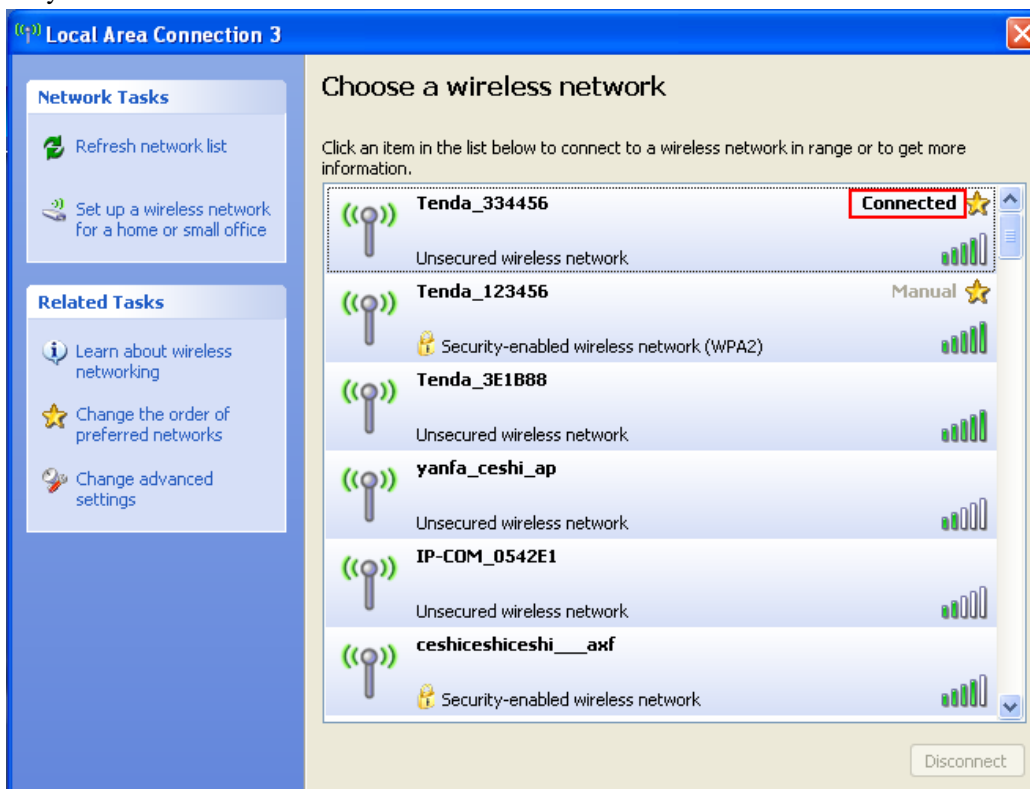 Local Area Connection 3
Network Tasks
Refresh network list
Set up a wireless network
for a home or small office
Related Tasks
Learn about wireless
networking
Change the order of
preferred networks
Change advanced
settings
Choose a wireless network
Click an item in the list below to connect to a wireless network in range or to get more
information.
Tenda_334456 Connected
Unsecured wireless network
Tenda_123456 Manual
Security-enabled wireless network (WPA2)
Tenda_3E1B88
Unsecured wireless network
yanfa_ceshi_ap
Unsecured wireless network
IP-COM_0542E1
Unsecured wireless network
ceshiceshiceshi___axf
Security-enabled wireless network
Disconnect